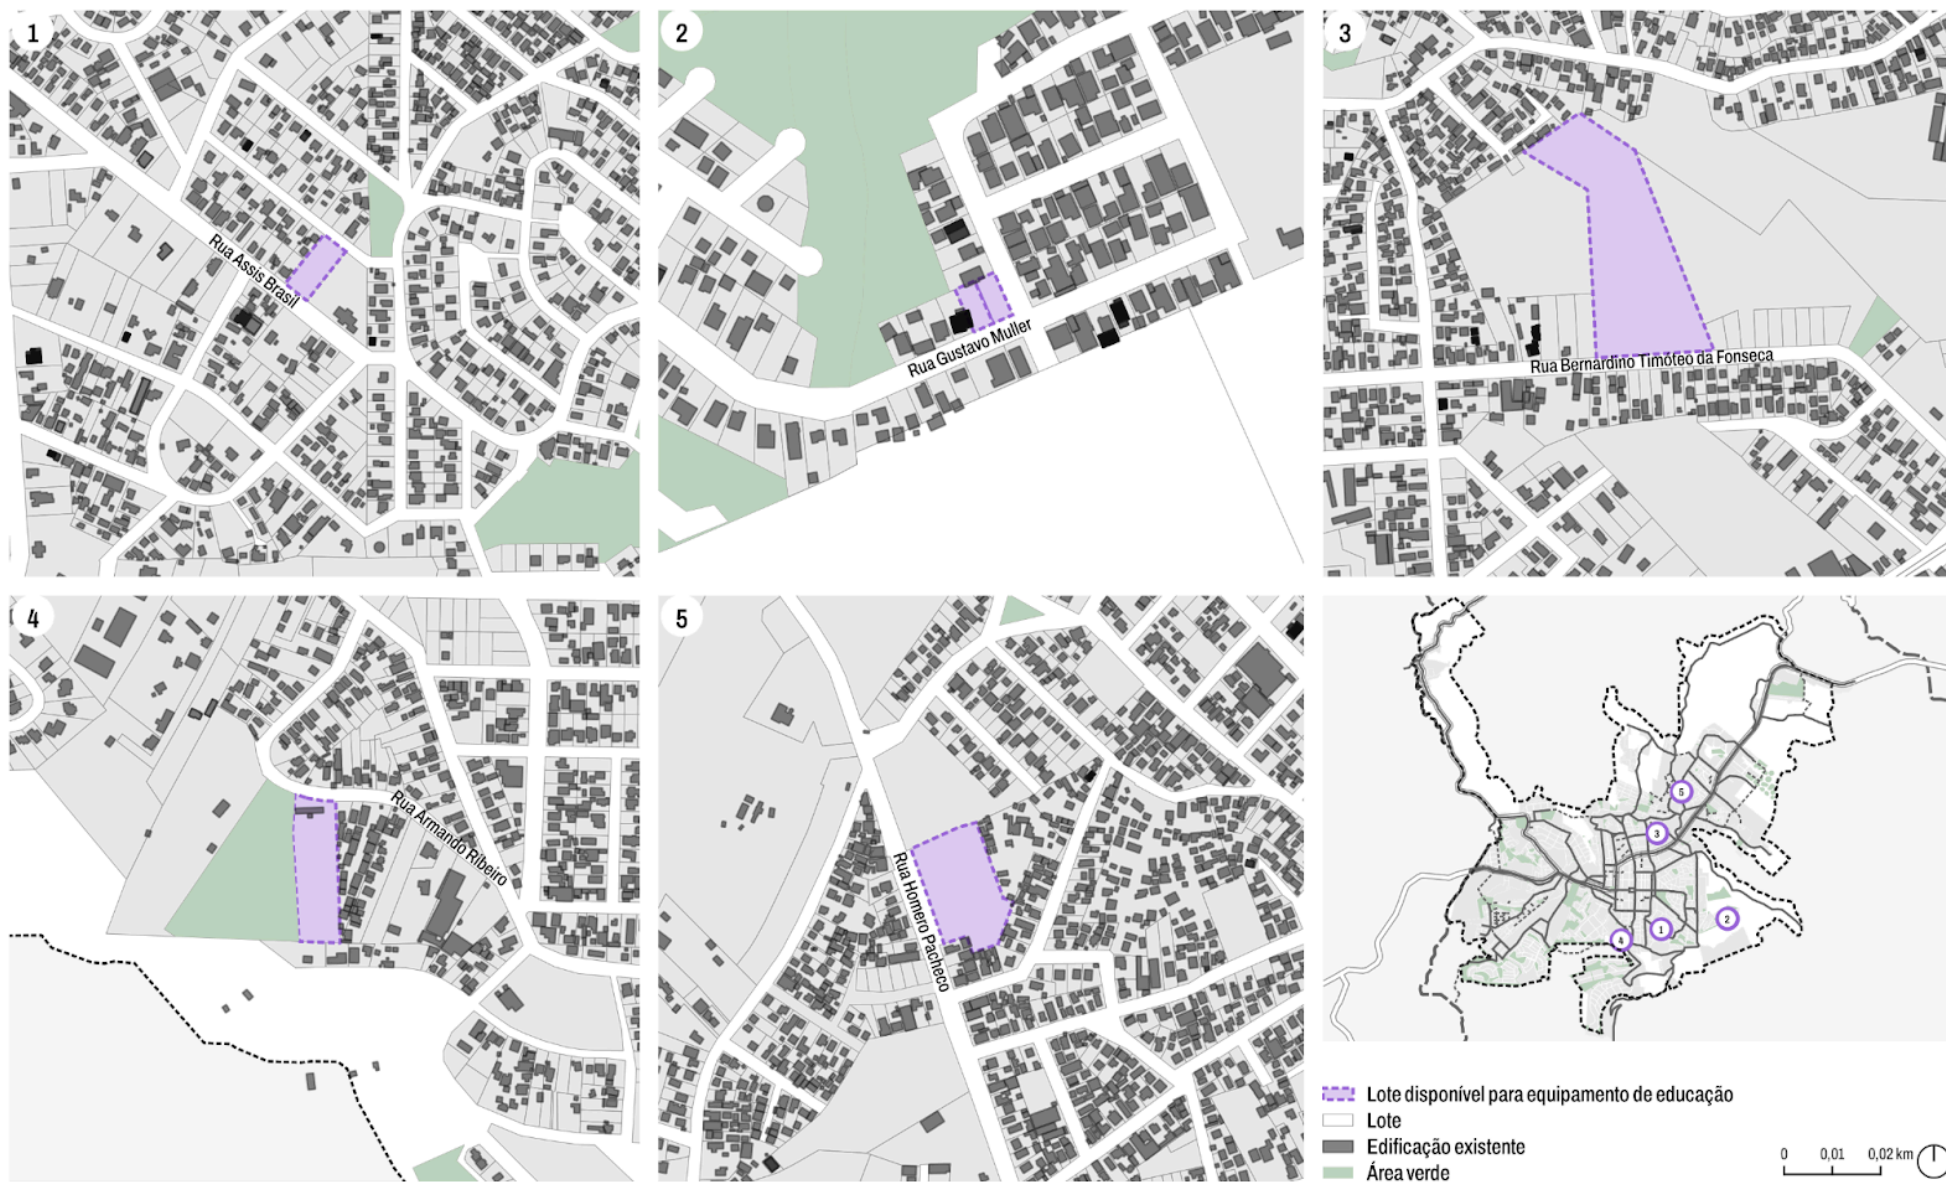 1
2
3
Rua Assis Brasil
Rua Gustavo Muller
Rua Bernardino Timóteo da Fonseca
4
5
Rua Armando Ribeiro
Rua Homero Pacheco
5
3
2
1
4
Lote disponível para equipamento de educação
Lote
Edificação existente
Área verde
0 0,01 0,02 km